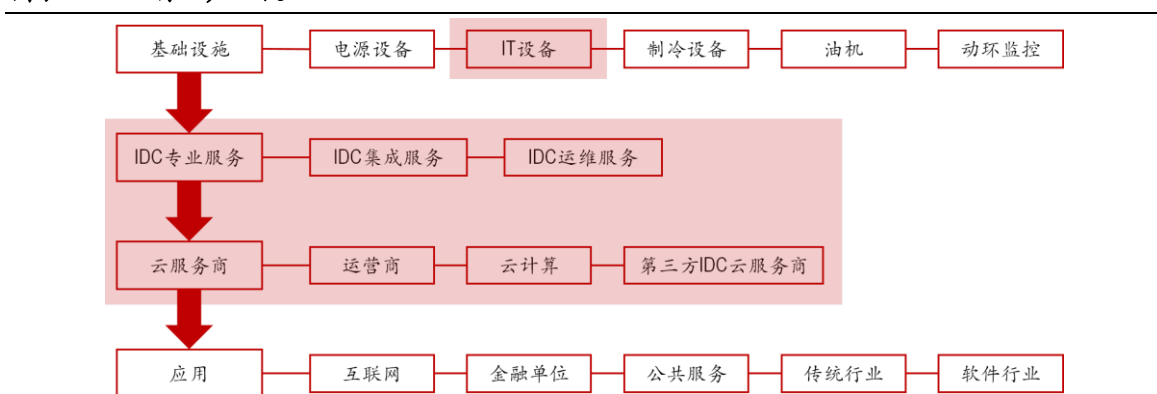 基础设施 电源设备 IT设备 制冷设备 油机 动环监控
IDC专业服务 IDC集成服务 IDC运维服务
云服务商 运营商 云计算 第三方IDC云服务商
应用 互联网 金融单位 公共服务 传统行业 软件行业